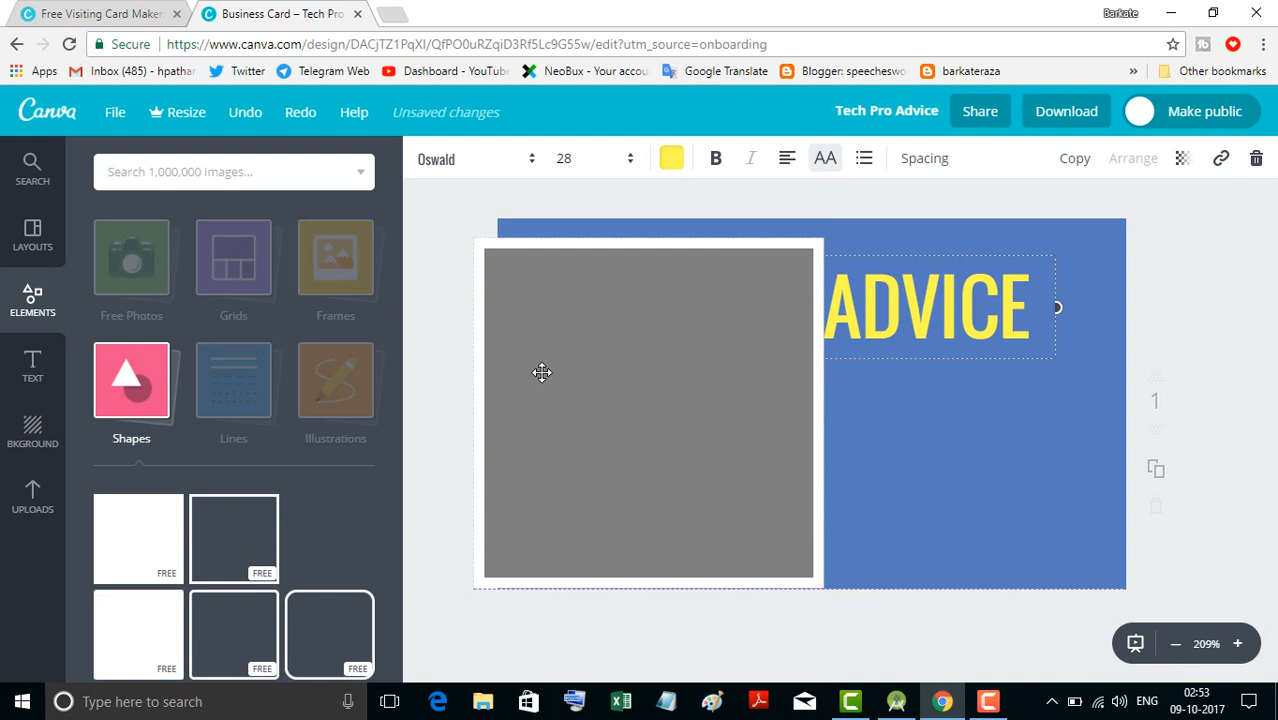 Free Visiting Card Maker
Business Card – Tech Pro
Barkate
Secure
https://www.canva.com/design/DACjTZ1PqXI/QfPO0uRZqiD3Rf5Lc9G55w/edit?utm_source=onboarding
Apps
Inbox (485) - hpathan
Twitter
Telegram Web
Dashboard - YouTube
NeoBux - Your accou
Google Translate
Blogger: speecheswo
barkateraza
Other bookmarks
Canva
File
Resize
Undo
Redo
Help
Unsaved changes
Tech Pro Advice
Share
Download
Make public
SEARCH
LAYOUTS
ELEMENTS
TEXT
BKGROUND
UPLOADS
Search 1,000,000 images...
Free Photos
Grids
Frames
Shapes
Lines
Illustrations
FREE
FREE
FREE
FREE
FREE
Oswald
28
B
I
AA
Spacing
Copy
Arrange
ADVICE
1
209%
Type here to search
ENG
02:53
09-10-2017